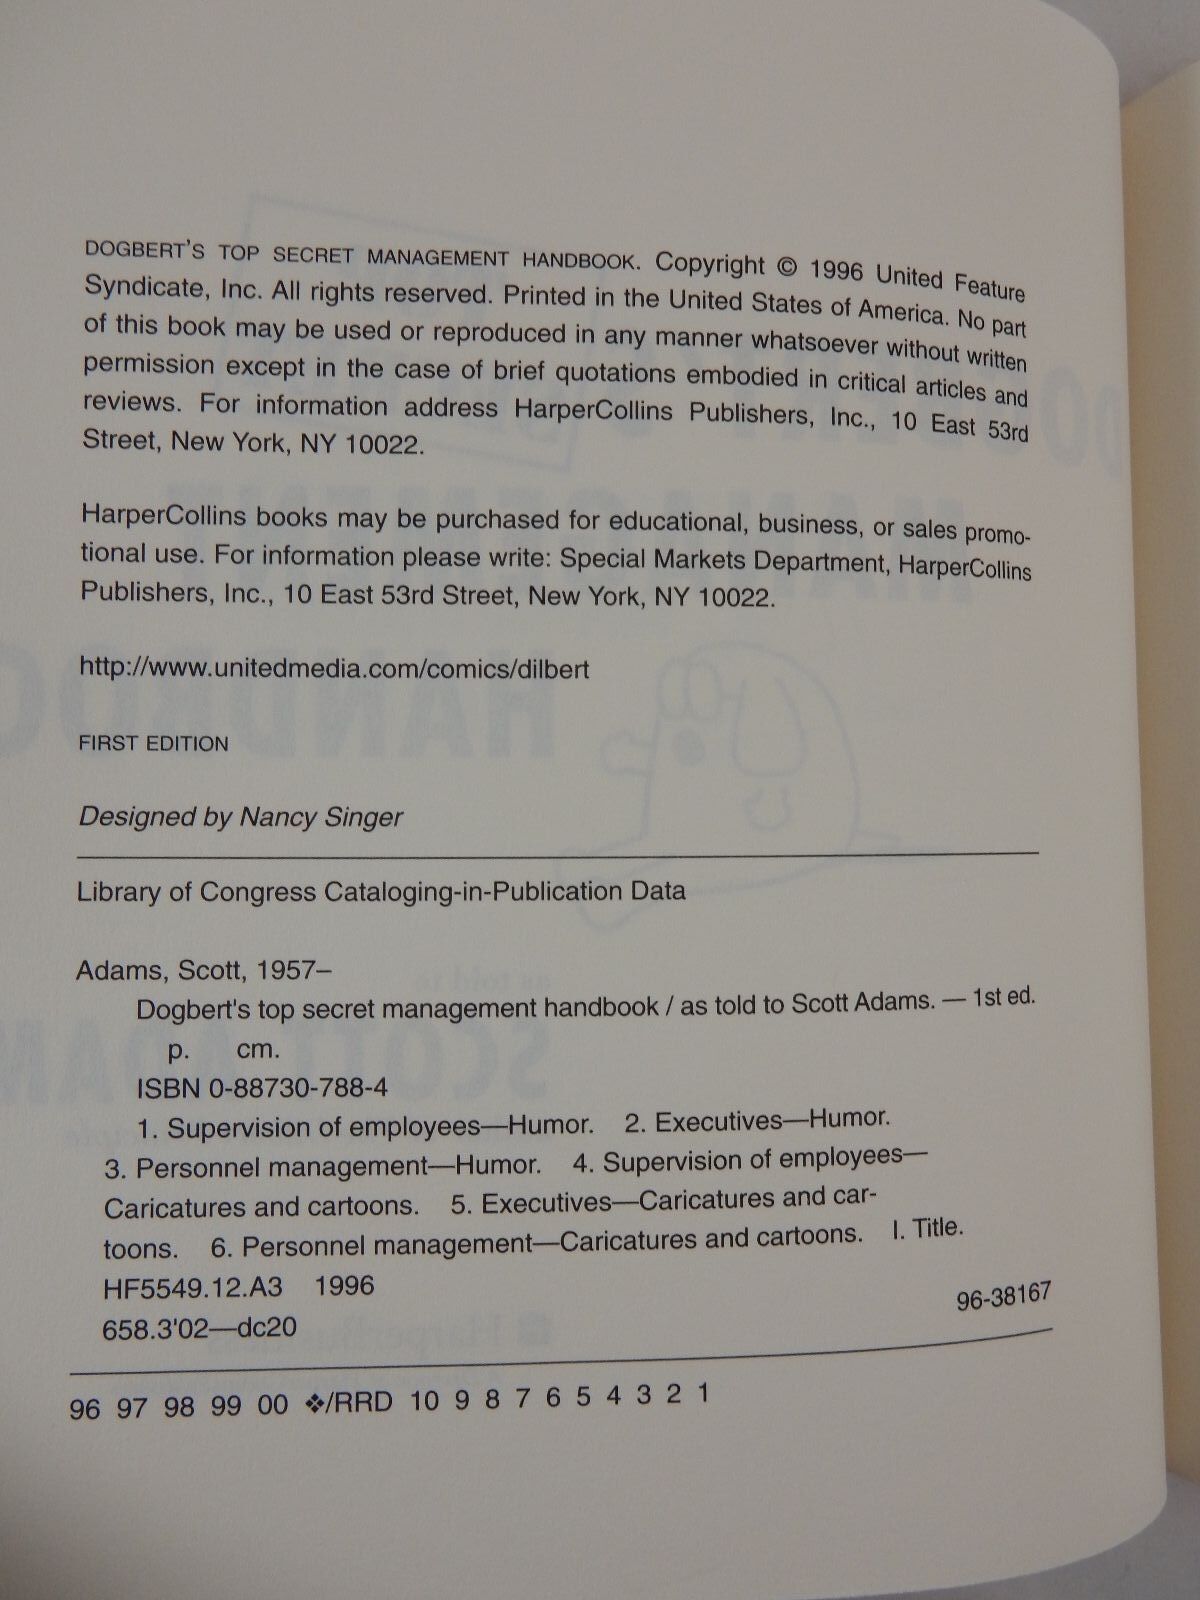 DOGBERT'S TOP SECRET MANAGEMENT HANDBOOK. Copyright © 1996 United Feature
Syndicate, Inc. All rights reserved. Printed in the United States of America. No part
of this book may be used or reproduced in any manner whatsoever without written
permission except in the case of brief quotations embodied in critical articles and
reviews. For information address HarperCollins Publishers, Inc., 10 East 53rd
Street, New York, NY 10022.
HarperCollins books may be purchased for educational, business, or sales promo-
tional use. For information please write: Special Markets Department, HarperCollins
Publishers, Inc., 10 East 53rd Street, New York, NY 10022.
http://www.unitedmedia.com/comics/dilbert
FIRST EDITION
Designed by Nancy Singer
Library of Congress Cataloging-in-Publication Data
Adams, Scott, 1957–
Dogbert's top secret management handbook / as told to Scott Adams. — 1st ed.
p. cm.
ISBN 0-88730-788-4
1. Supervision of employees—Humor. 2. Executives—Humor.
3. Personnel management—Humor. 4. Supervision of employees—
Caricatures and cartoons. 5. Executives—Caricatures and car-
toons. 6. Personnel management—Caricatures and cartoons. I. Title.
HF5549.12.A3 1996
658.3'02—dc20 96-38167
96 97 98 99 00 ❖/RRD 10 9 8 7 6 5 4 3 2 1